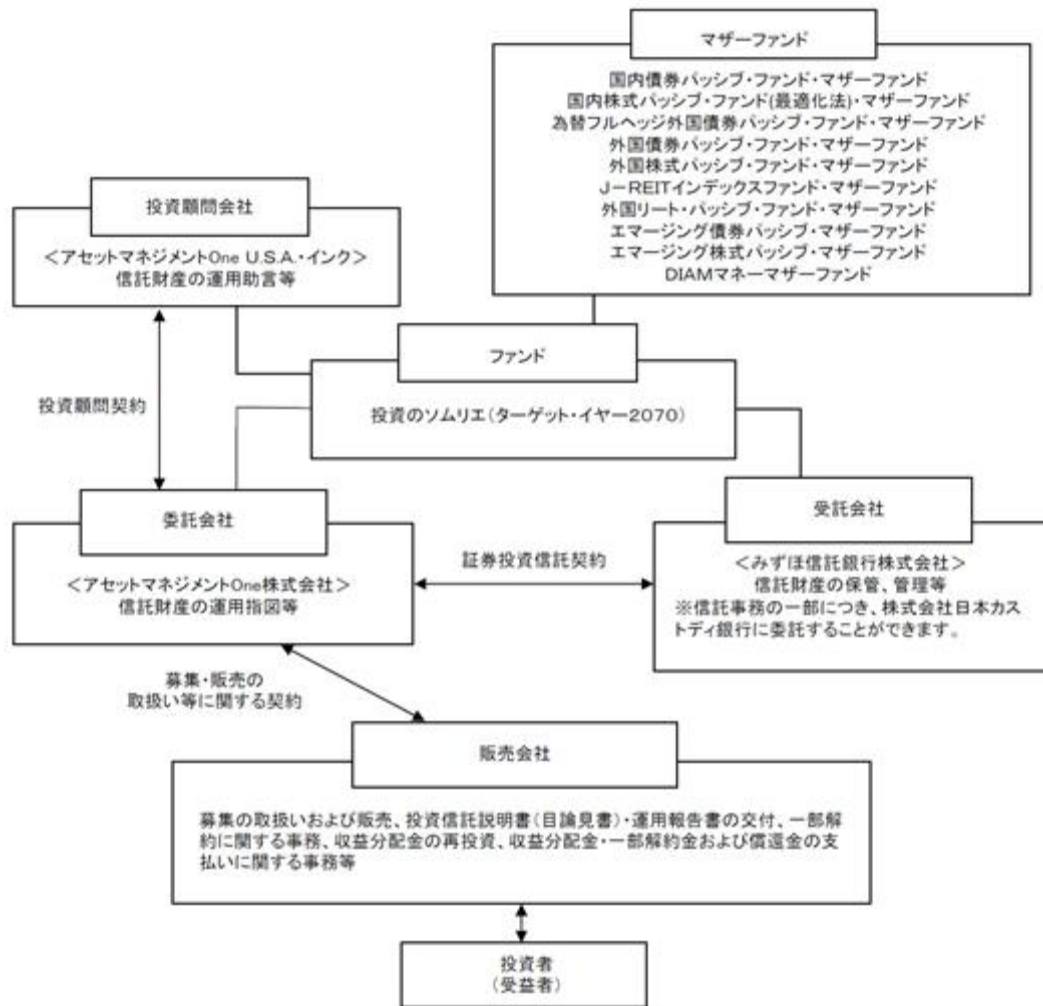 マザーファンド
国内債券パッシブ・ファンド・マザーファンド
国内株式パッシブ・ファンド(最適化法)・マザーファンド
為替フルヘッジ外国債券パッシブ・ファンド・マザーファンド
外国債券パッシブ・ファンド・マザーファンド
外国株式パッシブ・ファンド・マザーファンド
J－REITインデックスファンド・マザーファンド
外国リート・パッシブ・ファンド・マザーファンド
エマージング債券パッシブ・マザーファンド
エマージング株式パッシブ・マザーファンド
DIAMマネーマザーファンド
投資顧問会社
＜アセットマネジメントOne U.S.A.・インク＞
信託財産の運用助言等
ファンド
投資のソムリエ（ターゲット・イヤー2070）
投資顧問契約
委託会社
＜アセットマネジメントOne株式会社＞
信託財産の運用指図等
証券投資信託契約
受託会社
＜みずほ信託銀行株式会社＞
信託財産の保管、管理等
※信託事務の一部につき、株式会社日本カス
トディ銀行に委託することができます。
募集・販売の
取扱い等に関する契約
販売会社
募集の取扱いおよび販売、投資信託説明書（目論見書）・運用報告書の交付、一部解
約に関する事務、収益分配金の再投資、収益分配金・一部解約金および償還金の支
払いに関する事務等
投資者
（受益者）